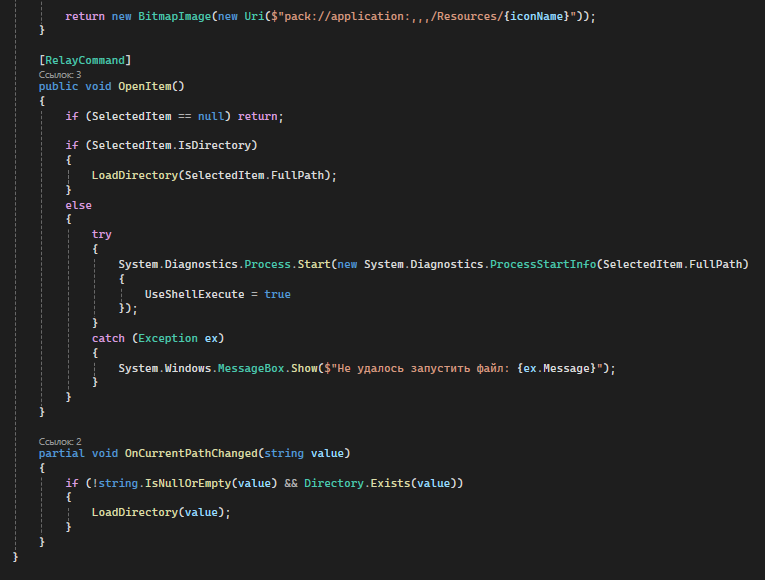 return new BitmapImage(new Uri($"pack://application:,,,/Resources/{iconName}"));
}
[RelayCommand]
Ссылок: 3
public void OpenItem()
{
if (SelectedItem == null) return;
if (SelectedItem.IsDirectory)
{
LoadDirectory(SelectedItem.FullPath);
}
else
{
try
{
System.Diagnostics.Process.Start(new System.Diagnostics.ProcessStartInfo(SelectedItem.FullPath)
{
UseShellExecute = true
});
}
catch (Exception ex)
{
System.Windows.MessageBox.Show($"Не удалось запустить файл: {ex.Message}");
}
}
}
Ссылок: 2
partial void OnCurrentPathChanged(string value)
{
if (!string.IsNullOrEmpty(value) && Directory.Exists(value))
{
LoadDirectory(value);
}
}
}